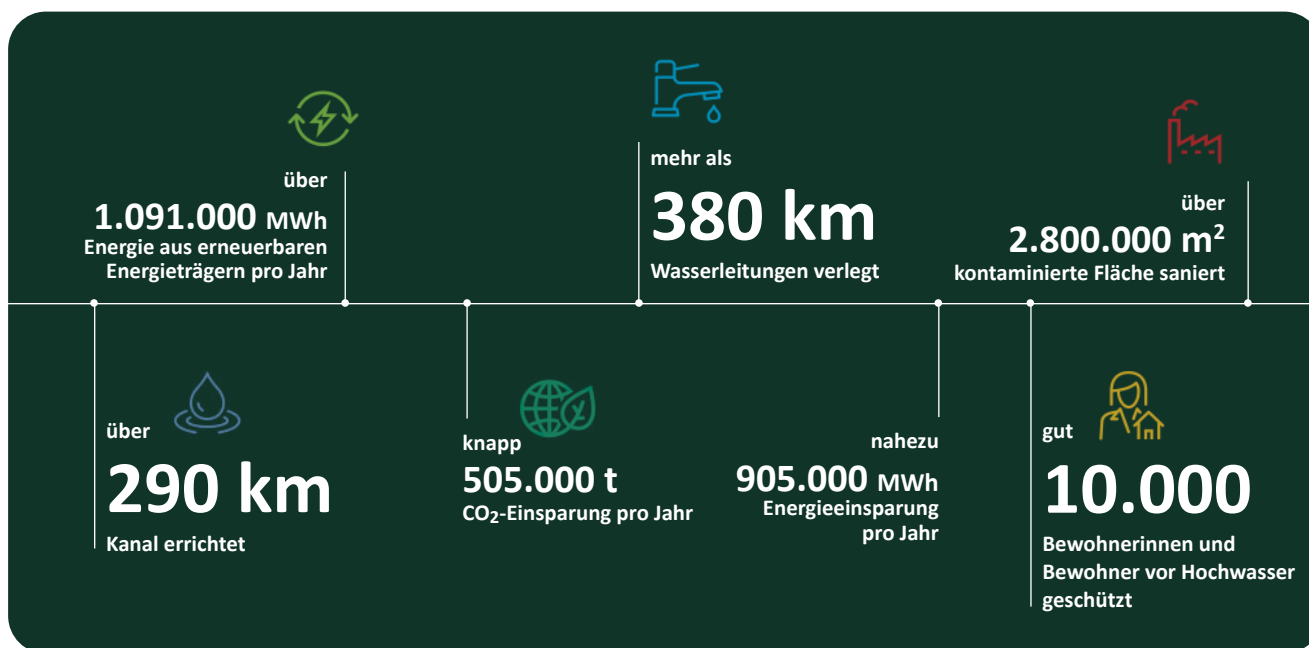 über
1.091.000 MWh
Energie aus erneuerbaren
Energieträgern pro Jahr
mehr als
380 km
Wasserleitungen verlegt
über
2.800.000 m²
kontaminierte Fläche saniert
über
290 km
Kanal errichtet
knapp
505.000 t
CO₂-Einsparung pro Jahr
nahezu
905.000 MWh
Energieeinsparung
pro Jahr
gut
10.000
Bewohnerinnen und
Bewohner vor Hochwasser
geschützt